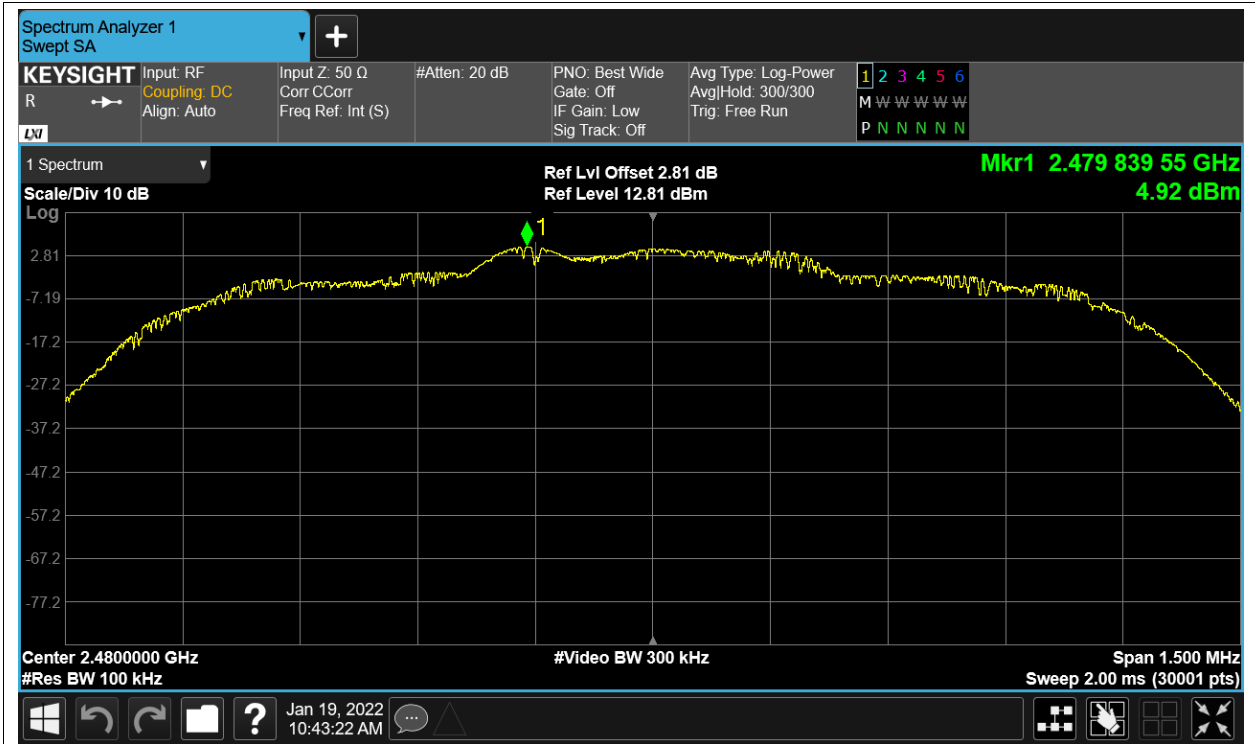 Spectrum Analyzer 1
Swept SA
KEYSIGHT
R
LXI
Input: RF
Coupling: DC
Align: Auto
Input Z: 50 Ω
Corr CCorr
Freq Ref: Int (S)
#Atten: 20 dB
PNO: Best Wide
Gate: Off
IF Gain: Low
Sig Track: Off
Avg Type: Log-Power
Avg|Hold: 300/300
Trig: Free Run
1 2 3 4 5 6
M W W W W W
P N N N N N
1 Spectrum
Scale/Div 10 dB
Log
Ref Lvl Offset 2.81 dB
Ref Level 12.81 dBm
Mkr1 2.479 839 55 GHz
4.92 dBm
1
2.81
-7.19
-17.2
-27.2
-37.2
-47.2
-57.2
-67.2
-77.2
Center 2.4800000 GHz
#Res BW 100 kHz
#Video BW 300 kHz
Span 1.500 MHz
Sweep 2.00 ms (30001 pts)
?
Jan 19, 2022
10:43:22 AM